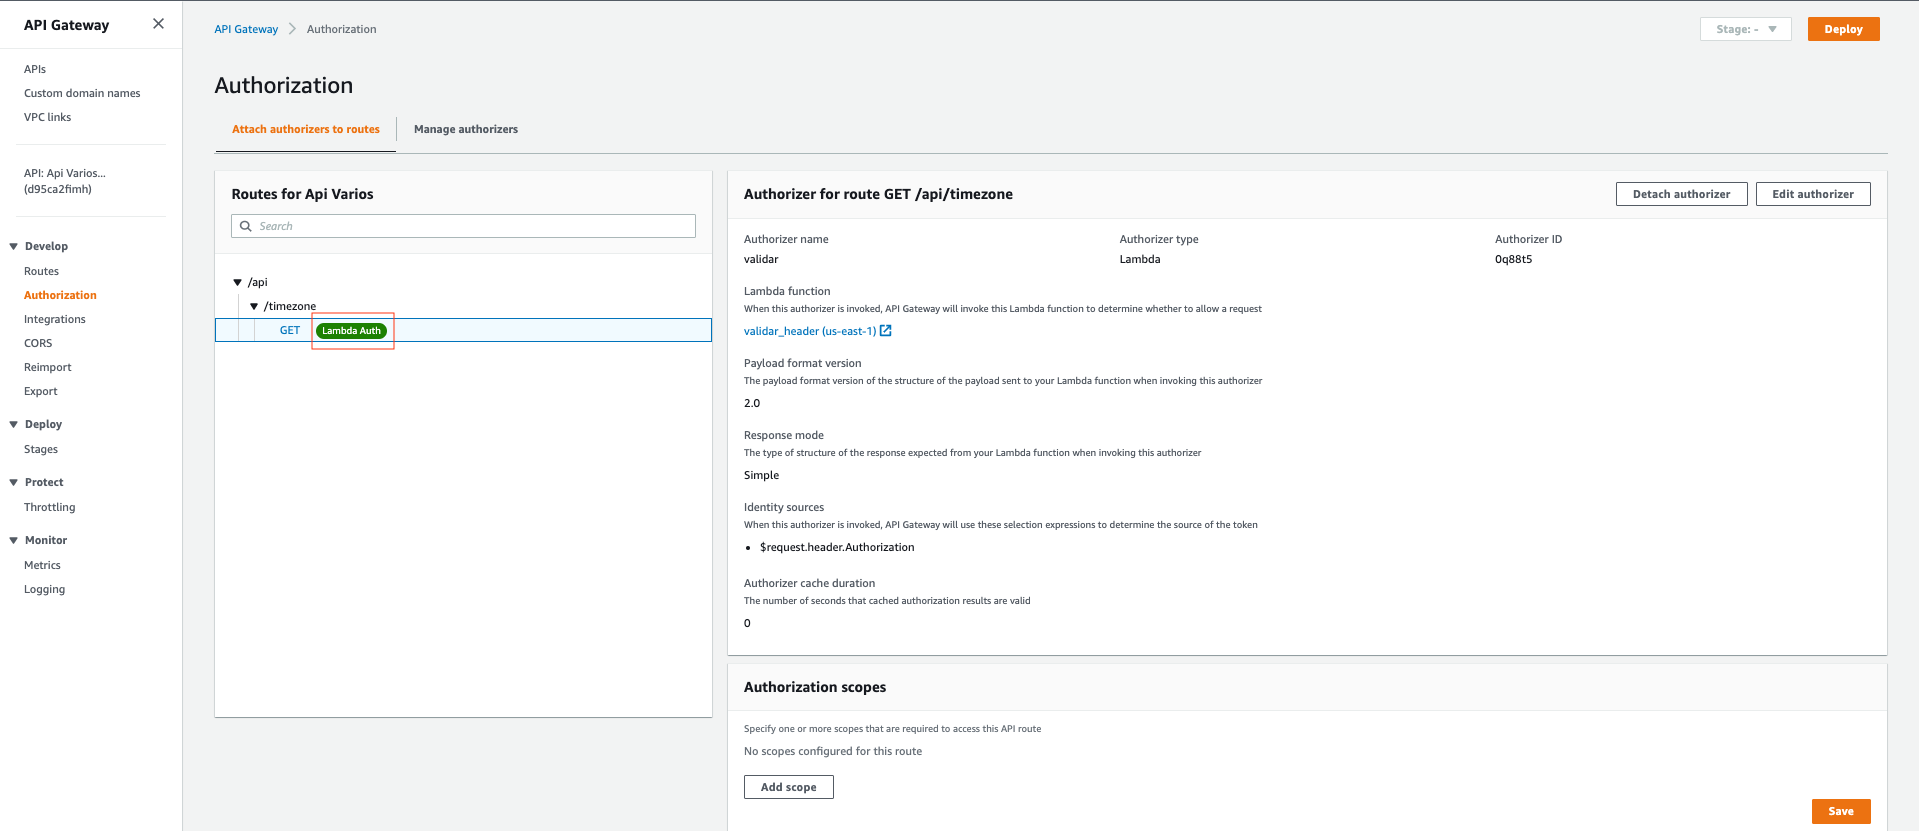 API Gateway
APIs
Custom domain names
VPC links
API: Api Varios...
(d95ca2fimh)
Develop
Routes
Authorization
Integrations
CORS
Reimport
Export
Deploy
Stages
Protect
Throttling
Monitor
Metrics
Logging
API Gateway > Authorization
Stage: -
Deploy
Authorization
Attach authorizers to routes
Manage authorizers
Routes for Api Varios
Search
/api
/timezone
GET Lambda Auth
Authorizer for route GET /api/timezone
Detach authorizer
Edit authorizer
Authorizer name
validar
Authorizer type
Lambda
Authorizer ID
0q88t5
Lambda function
When this authorizer is invoked, API Gateway will invoke this Lambda function to determine whether to allow a request
validar_header (us-east-1)
Payload format version
The payload format version of the structure of the payload sent to your Lambda function when invoking this authorizer
2.0
Response mode
The type of structure of the response expected from your Lambda function when invoking this authorizer
Simple
Identity sources
When this authorizer is invoked, API Gateway will use these selection expressions to determine the source of the token
• $request.header.Authorization
Authorizer cache duration
The number of seconds that cached authorization results are valid
0
Authorization scopes
Specify one or more scopes that are required to access this API route
No scopes configured for this route
Add scope
Save